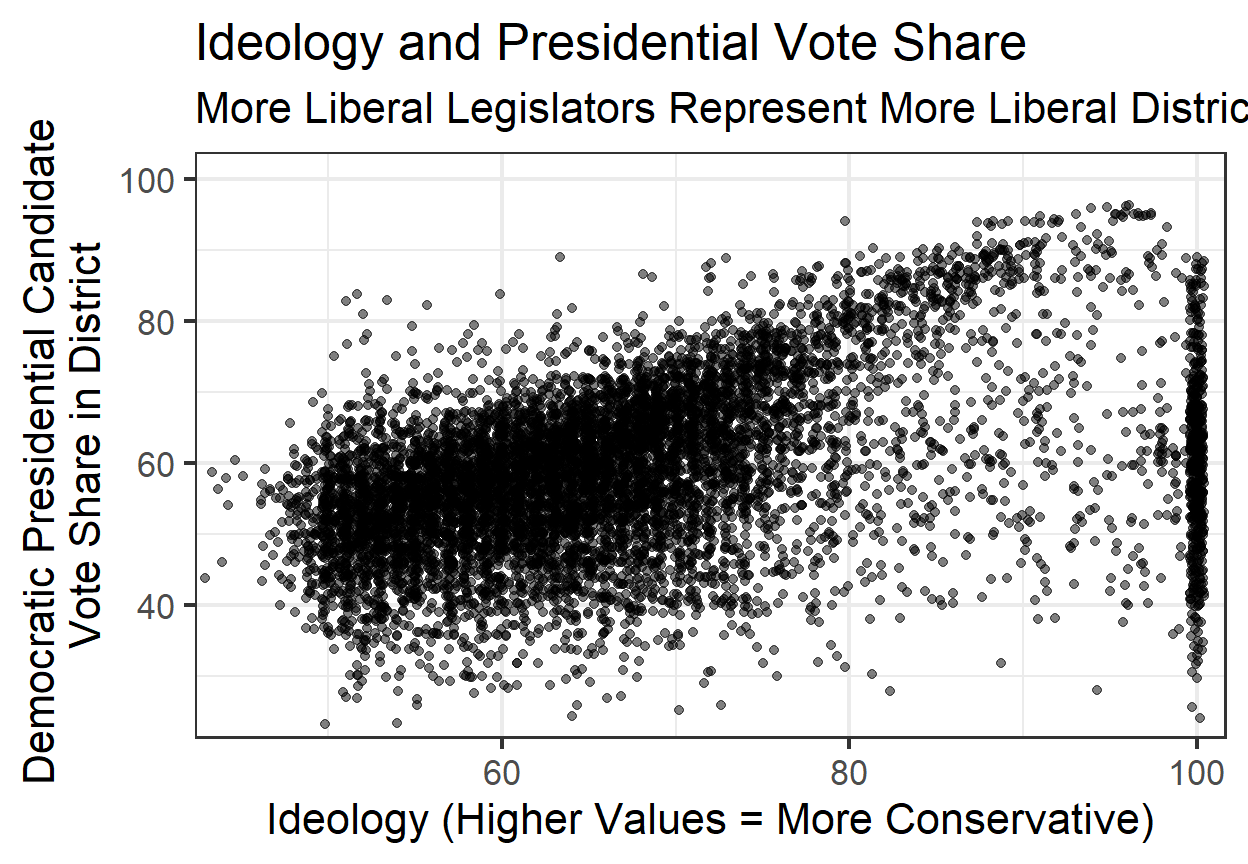 Ideology and Presidential Vote Share
More Liberal Legislators Represent More Liberal Distric
Democratic Presidential Candidate
Vote Share in District
100
80
60
40
60
80
100
Ideology (Higher Values = More Conservative)